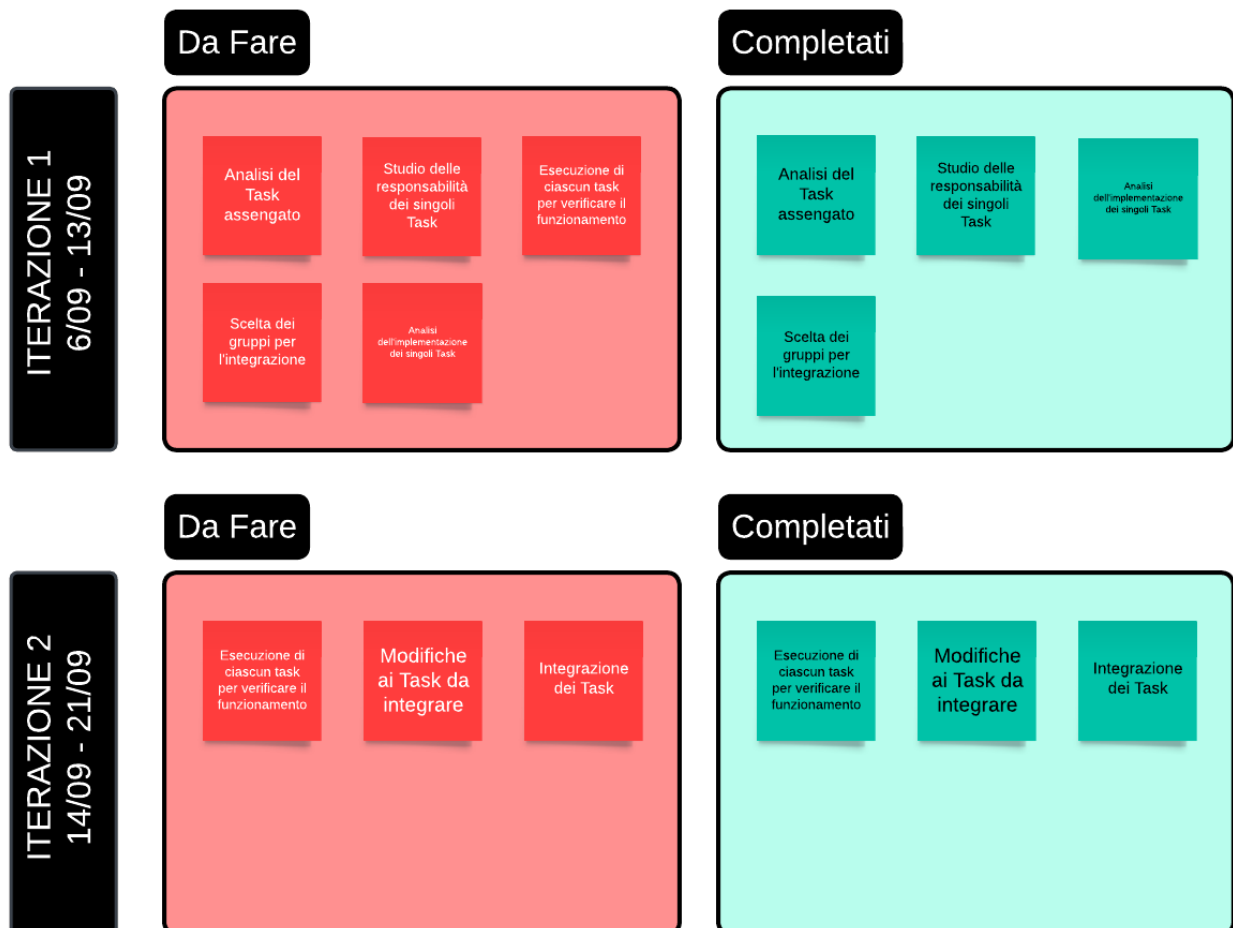 Da Fare
Completati
ITERAZIONE 1
6/09 - 13/09
Analisi del
Task
assengato
Studio delle
responsabilità
dei singoli
Task
Esecuzione di
ciascun task
per verificare il
funzionamento
Scelta dei
gruppi per
l'integrazione
Analisi
dell'implementazione
dei singoli Task
Analisi del
Task
assengato
Studio delle
responsabilità
dei singoli
Task
Analisi
dell'implementazione
dei singoli Task
Scelta dei
gruppi per
l'integrazione
Da Fare
Completati
ITERAZIONE 2
14/09 - 21/09
Esecuzione di
ciascun task
per verificare il
funzionamento
Modifiche
ai Task da
integrare
Integrazione
dei Task
Esecuzione di
ciascun task
per verificare il
funzionamento
Modifiche
ai Task da
integrare
Integrazione
dei Task